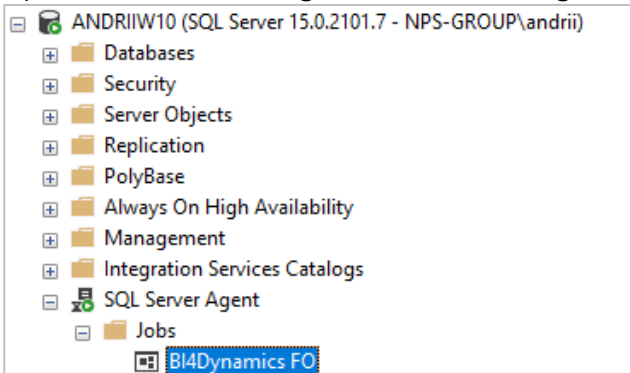 ANDRIIW10 (SQL Server 15.0.2101.7 - NPS-GROUP\andrii)
Databases
Security
Server Objects
Replication
PolyBase
Always On High Availability
Management
Integration Services Catalogs
SQL Server Agent
Jobs
BI4Dynamics FO